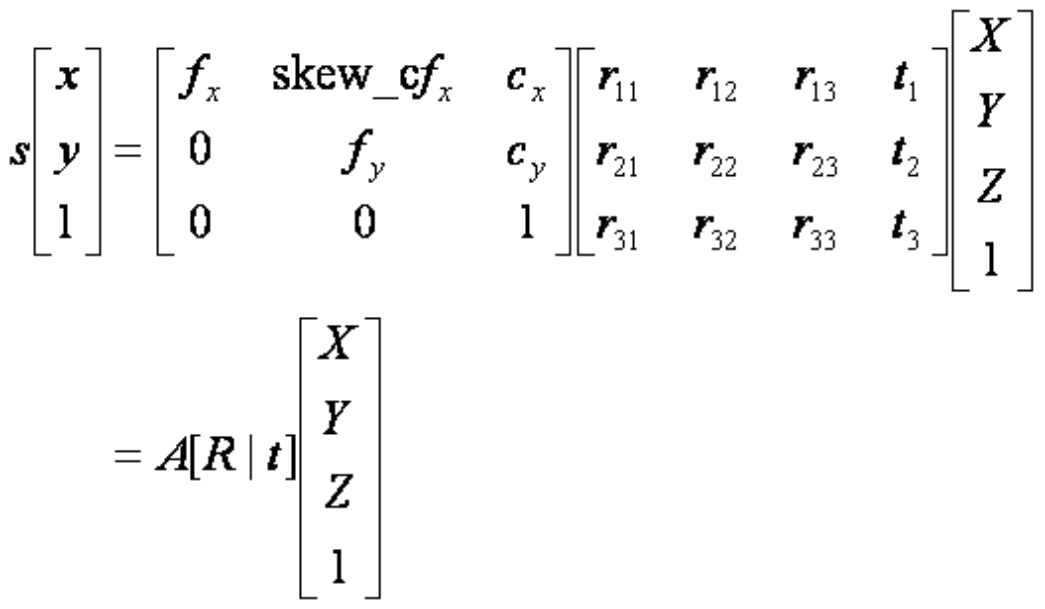 s [x y 1] = [f_x skew_cf_x c_x 0 f_y c_y 0 0 1] [r_11 r_12 r_13 t_1 r_21 r_22 r_23 t_2 r_31 r_32 r_33 t_3] [X Y Z 1]
= A[R | t] [X Y Z 1]